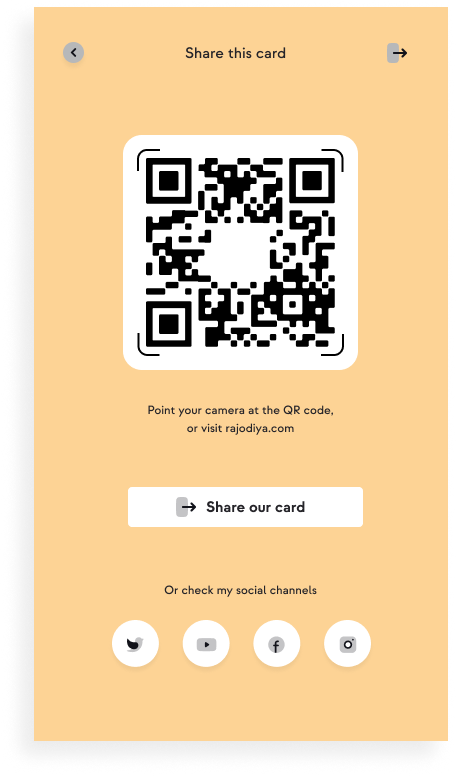 Share this card
Point your camera at the QR code,
or visit rajodiya.com
Share our card
Or check my social channels